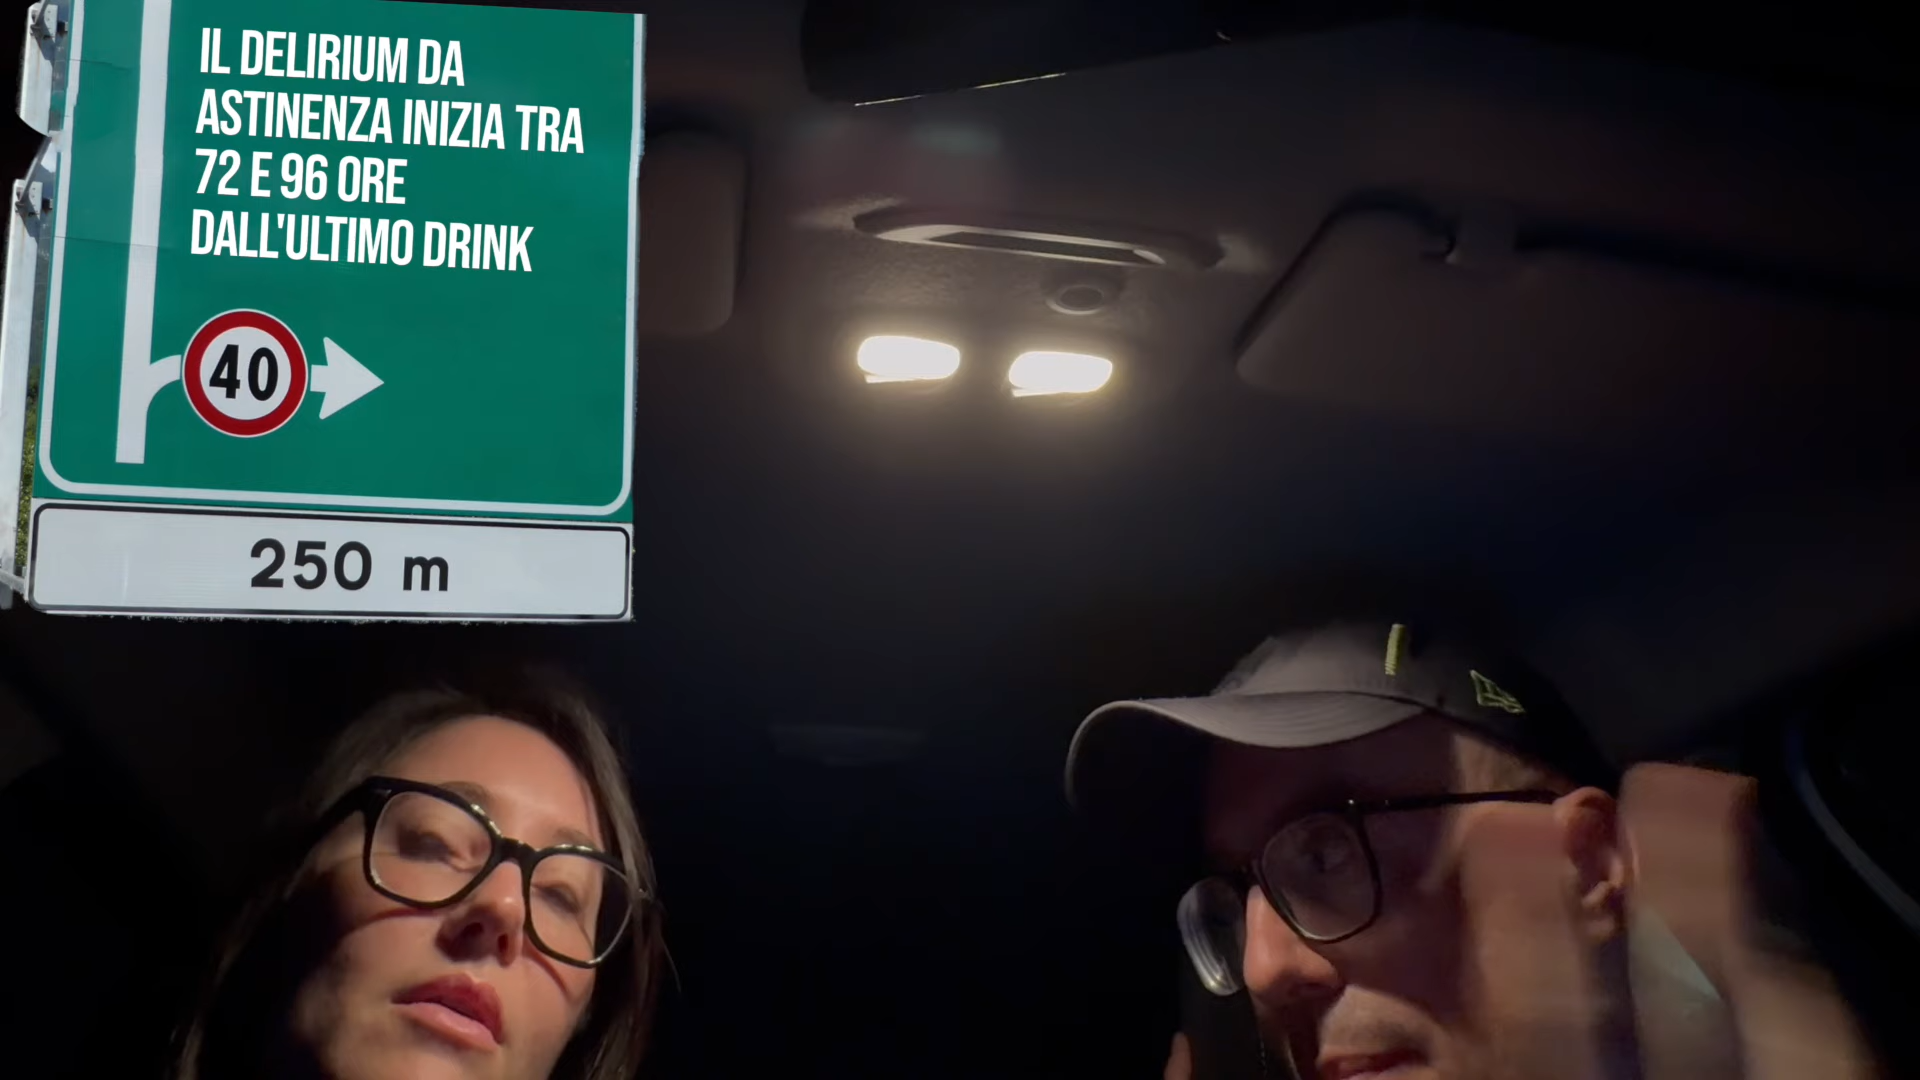 IL DELIRIUM DA
ASTINENZA INIZIA TRA
72 E 96 ORE
DALL'ULTIMO DRINK
40
250 m